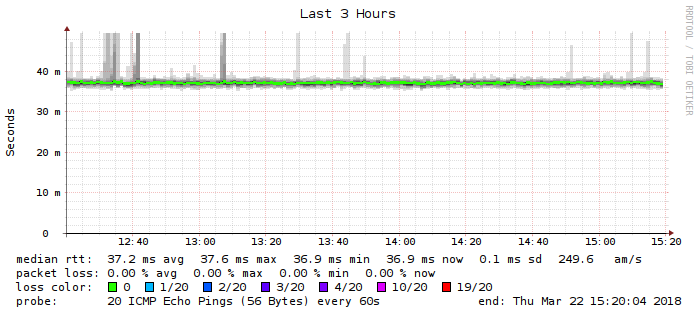 Last 3 Hours
RRDTOOL / TOBI OETIKER
Seconds
40 m
30 m
20 m
10 m
0
12:40 13:00 13:20 13:40 14:00 14:20 14:40 15:00 15:20
median rtt: 37.2 ms avg 37.6 ms max 36.9 ms min 36.9 ms now 0.1 ms sd 249.6 am/s
packet loss: 0.00 % avg 0.00 % max 0.00 % min 0.00 % now
loss color: 0 1/20 2/20 3/20 4/20 10/20 19/20
probe: 20 ICMP Echo Pings (56 Bytes) every 60s end: Thu Mar 22 15:20:04 2018